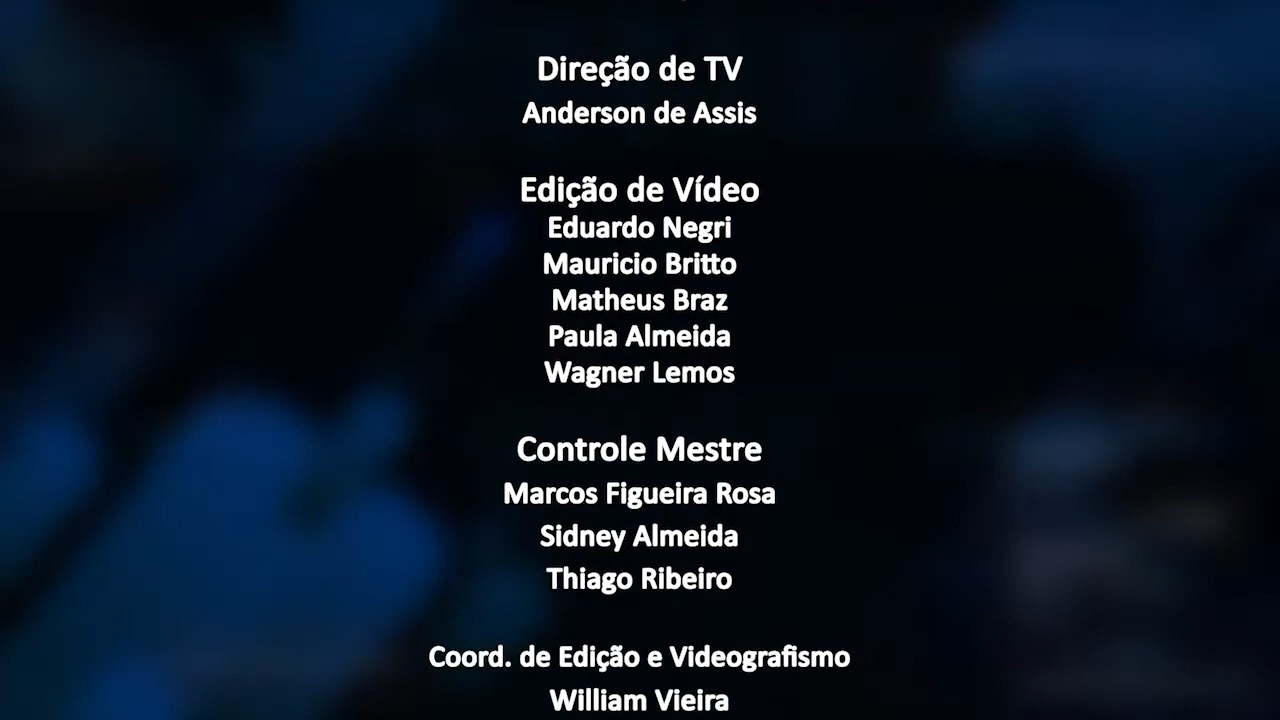 Direção de TV
Anderson de Assis
Edição de Vídeo
Eduardo Negri
Mauricio Britto
Matheus Braz
Paula Almeida
Wagner Lemos
Controle Mestre
Marcos Figueira Rosa
Sidney Almeida
Thiago Ribeiro
Coord. de Edição e Videografismo
William Vieira